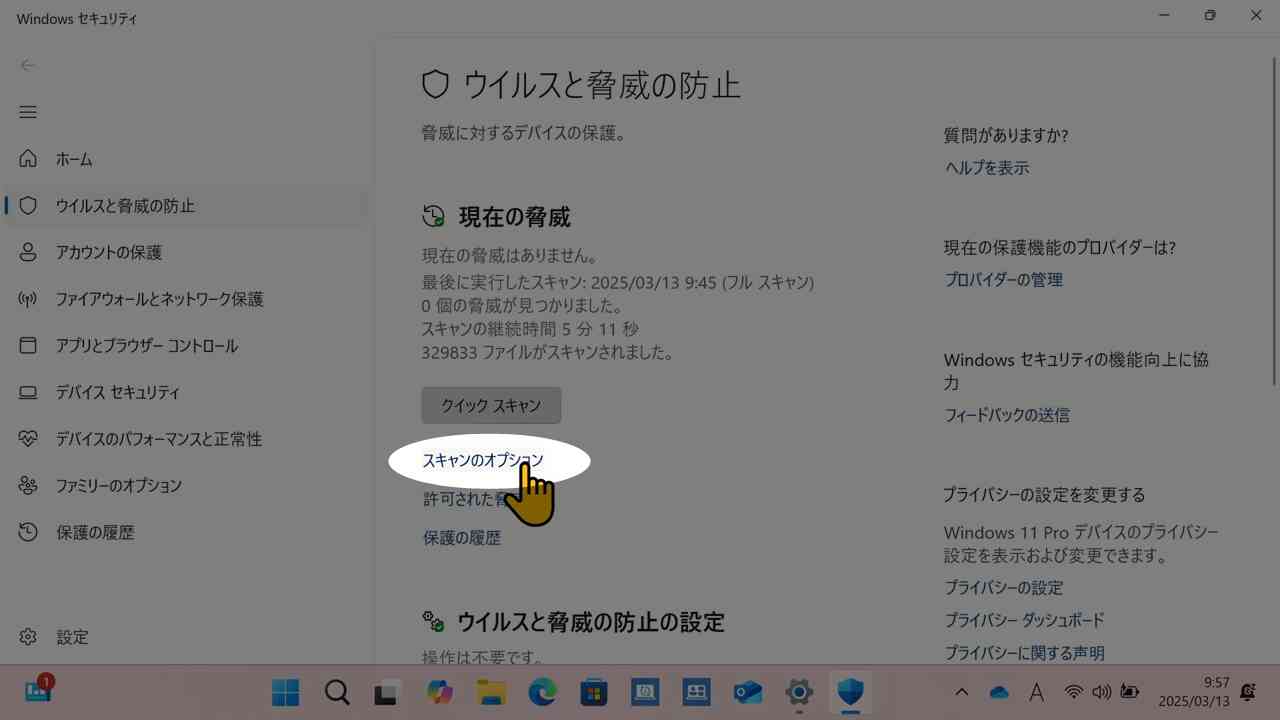 Windows セキュリティ
ホーム
ウイルスと脅威の防止
アカウントの保護
ファイアウォールとネットワーク保護
アプリとブラウザー コントロール
デバイス セキュリティ
デバイスのパフォーマンスと正常性
ファミリーのオプション
保護の履歴
設定
ウイルスと脅威の防止
脅威に対するデバイスの保護。
現在の脅威
現在の脅威はありません。
最後に実行したスキャン: 2025/03/13 9:45 (フル スキャン)
0 個の脅威が見つかりました。
スキャンの継続時間 5 分 11 秒
329833 ファイルがスキャンされました。
クイック スキャン
スキャンのオプション
許可された
保護の履歴
ウイルスと脅威の防止の設定
操作は不要です。
質問がありますか?
ヘルプを表示
現在の保護機能のプロバイダーは?
プロバイダーの管理
Windows セキュリティの機能向上に協
力
フィードバックの送信
プライバシーの設定を変更する
Windows 11 Pro デバイスのプライバシー
設定を表示および変更できます。
プライバシーの設定
プライバシー ダッシュボード
プライバシーに関する声明
1
A
9:57
2025/03/13